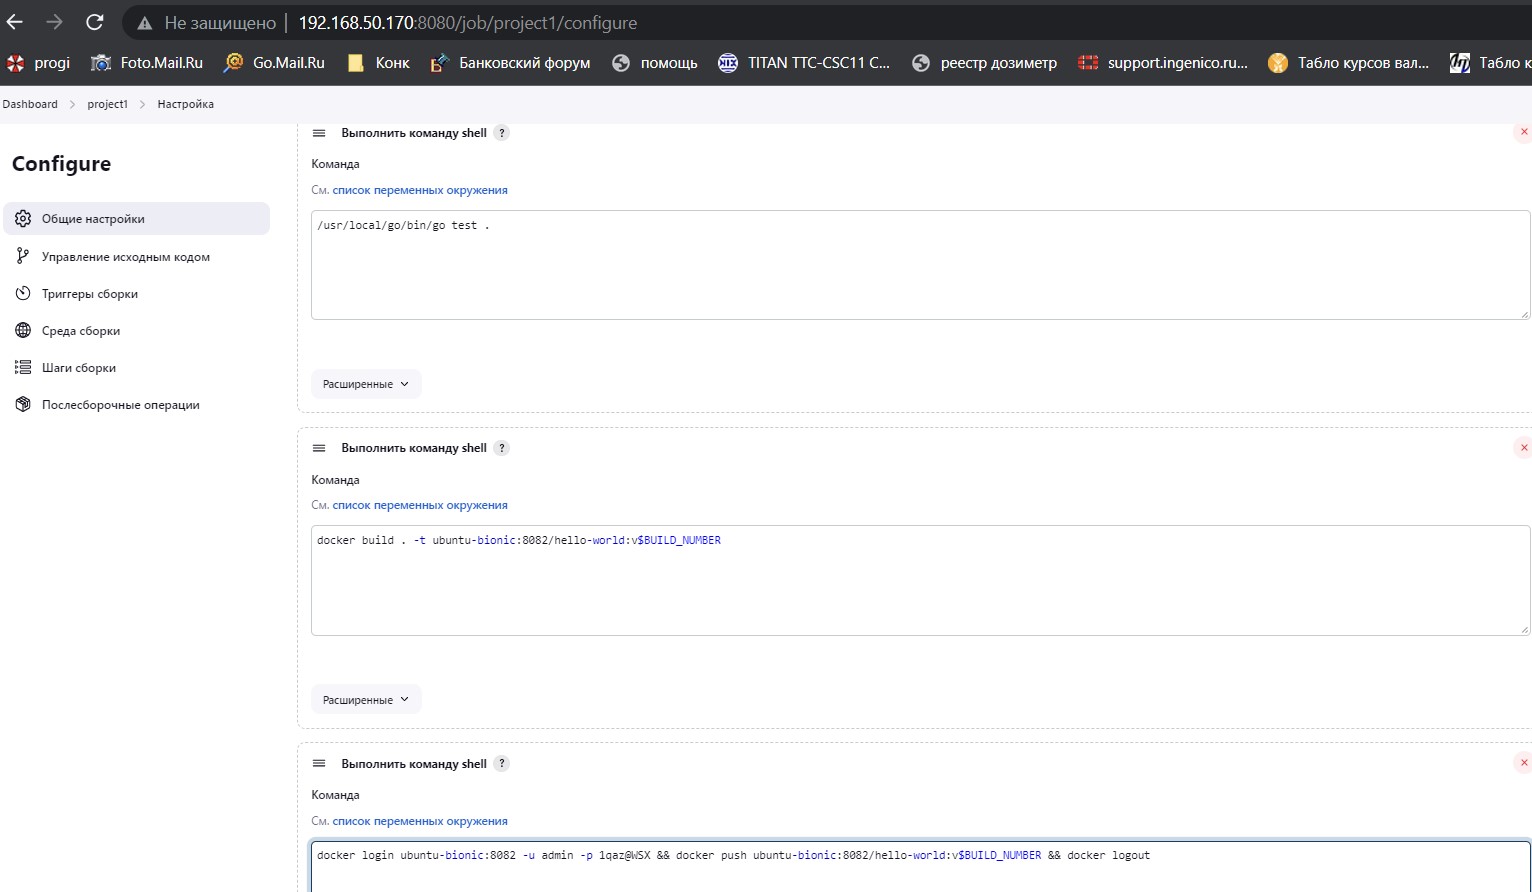 Не защищено | 192.168.50.170:8080/job/project1/configure
progi Foto.Mail.Ru Go.Mail.Ru Конк Банковский форум помощь TITAN TTC-CSC11 C... реестр дозиметр support.ingenico.ru... Табло курсов вал... Табло к
Dashboard > project1 > Настройка
Configure
Общие настройки
Управление исходным кодом
Триггеры сборки
Среда сборки
Шаги сборки
Послесборочные операции
Выполнить команду shell ?
Команда
См. список переменных окружения
/usr/local/go/bin/go test .
Расширенные
Выполнить команду shell ?
Команда
См. список переменных окружения
docker build . -t ubuntu-bionic:8082/hello-world:v$BUILD_NUMBER
Расширенные
Выполнить команду shell ?
Команда
См. список переменных окружения
docker login ubuntu-bionic:8082 -u admin -p 1qaz@WSX && docker push ubuntu-bionic:8082/hello-world:v$BUILD_NUMBER && docker logout